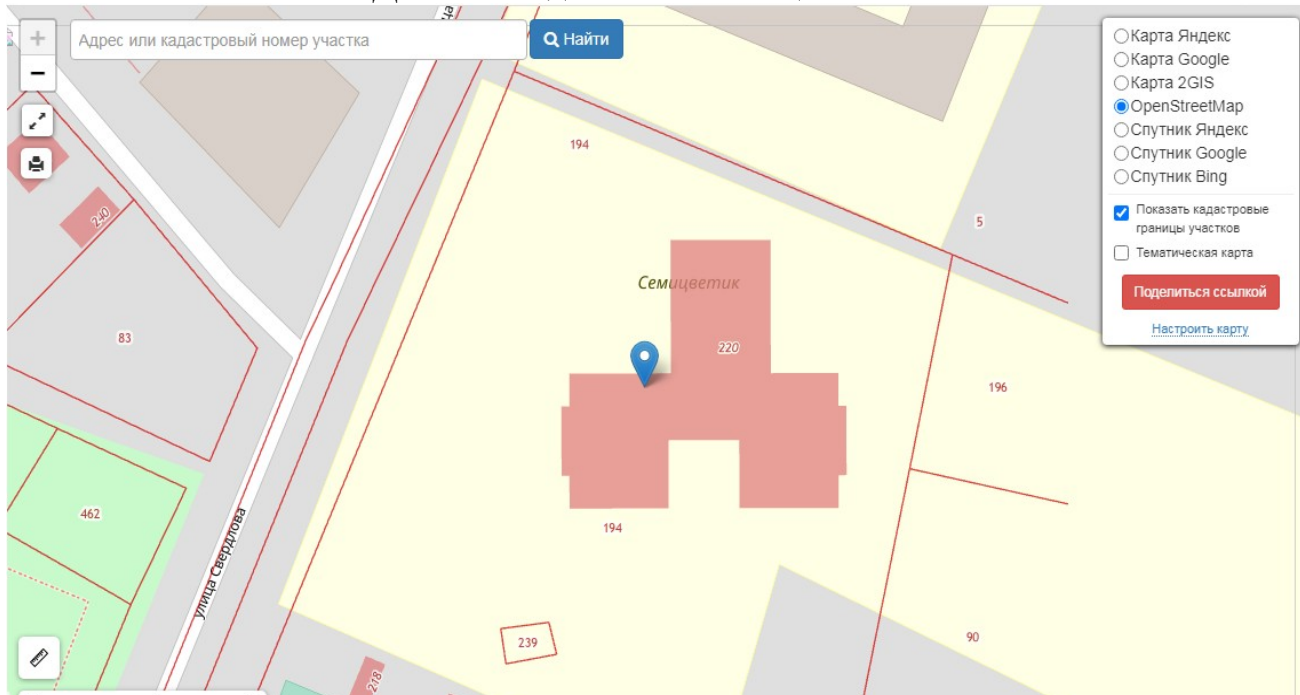 Адрес или кадастровый номер участка
Найти
Карта Яндекс
Карта Google
Карта 2GIS
OpenStreetMap
Спутник Яндекс
Спутник Google
Спутник Bing
Показать кадастровые
границы участков
Тематическая карта
Поделиться ссылкой
Настроить карту
194
240
5
Семицветик
83
220
196
462
194
улица Свердлова
239
90
218